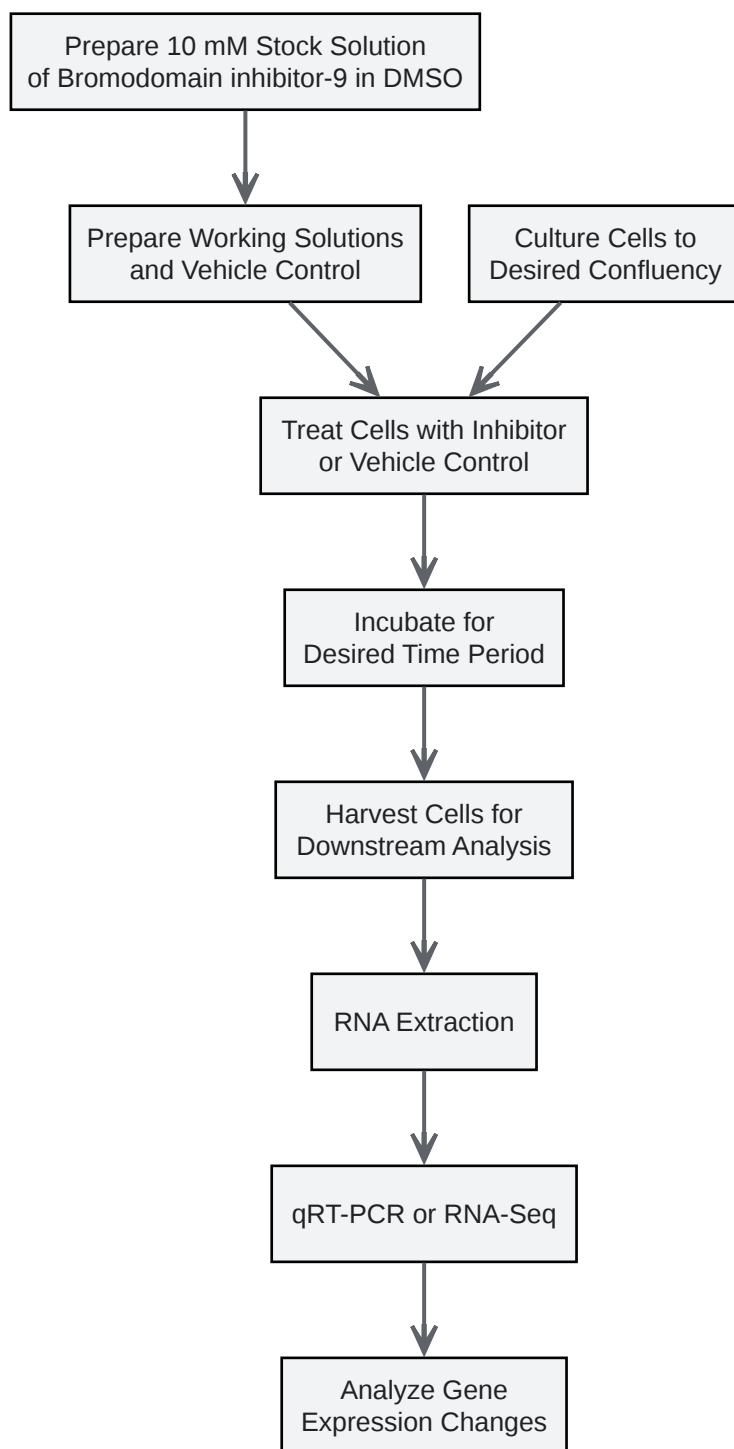 Prepare 10 mM Stock Solution
of Bromodomain inhibitor-9 in DMSO
Prepare Working Solutions
and Vehicle Control
Culture Cells to
Desired Confluency
Treat Cells with Inhibitor
or Vehicle Control
Incubate for
Desired Time Period
Harvest Cells for
Downstream Analysis
RNA Extraction
qRT-PCR or RNA-Seq
Analyze Gene
Expression Changes